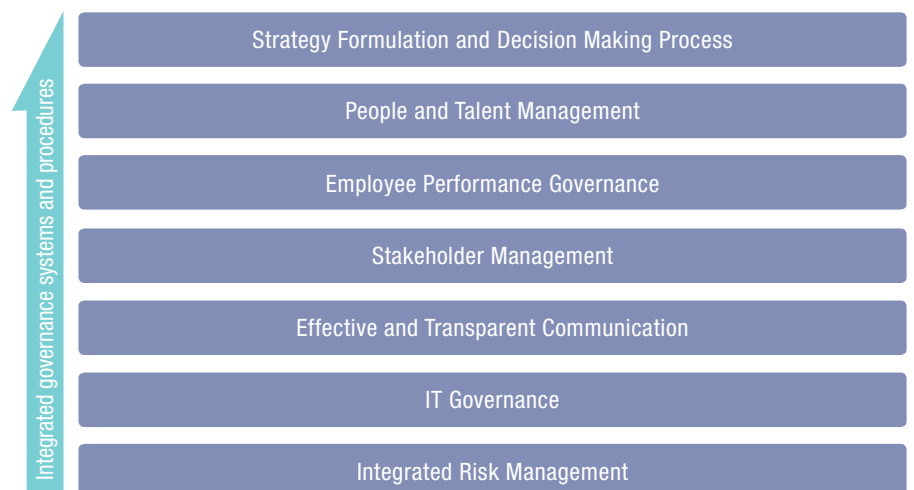 Integrated governance systems and procedures
Strategy Formulation and Decision Making Process
People and Talent Management
Employee Performance Governance
Stakeholder Management
Effective and Transparent Communication
IT Governance
Integrated Risk Management